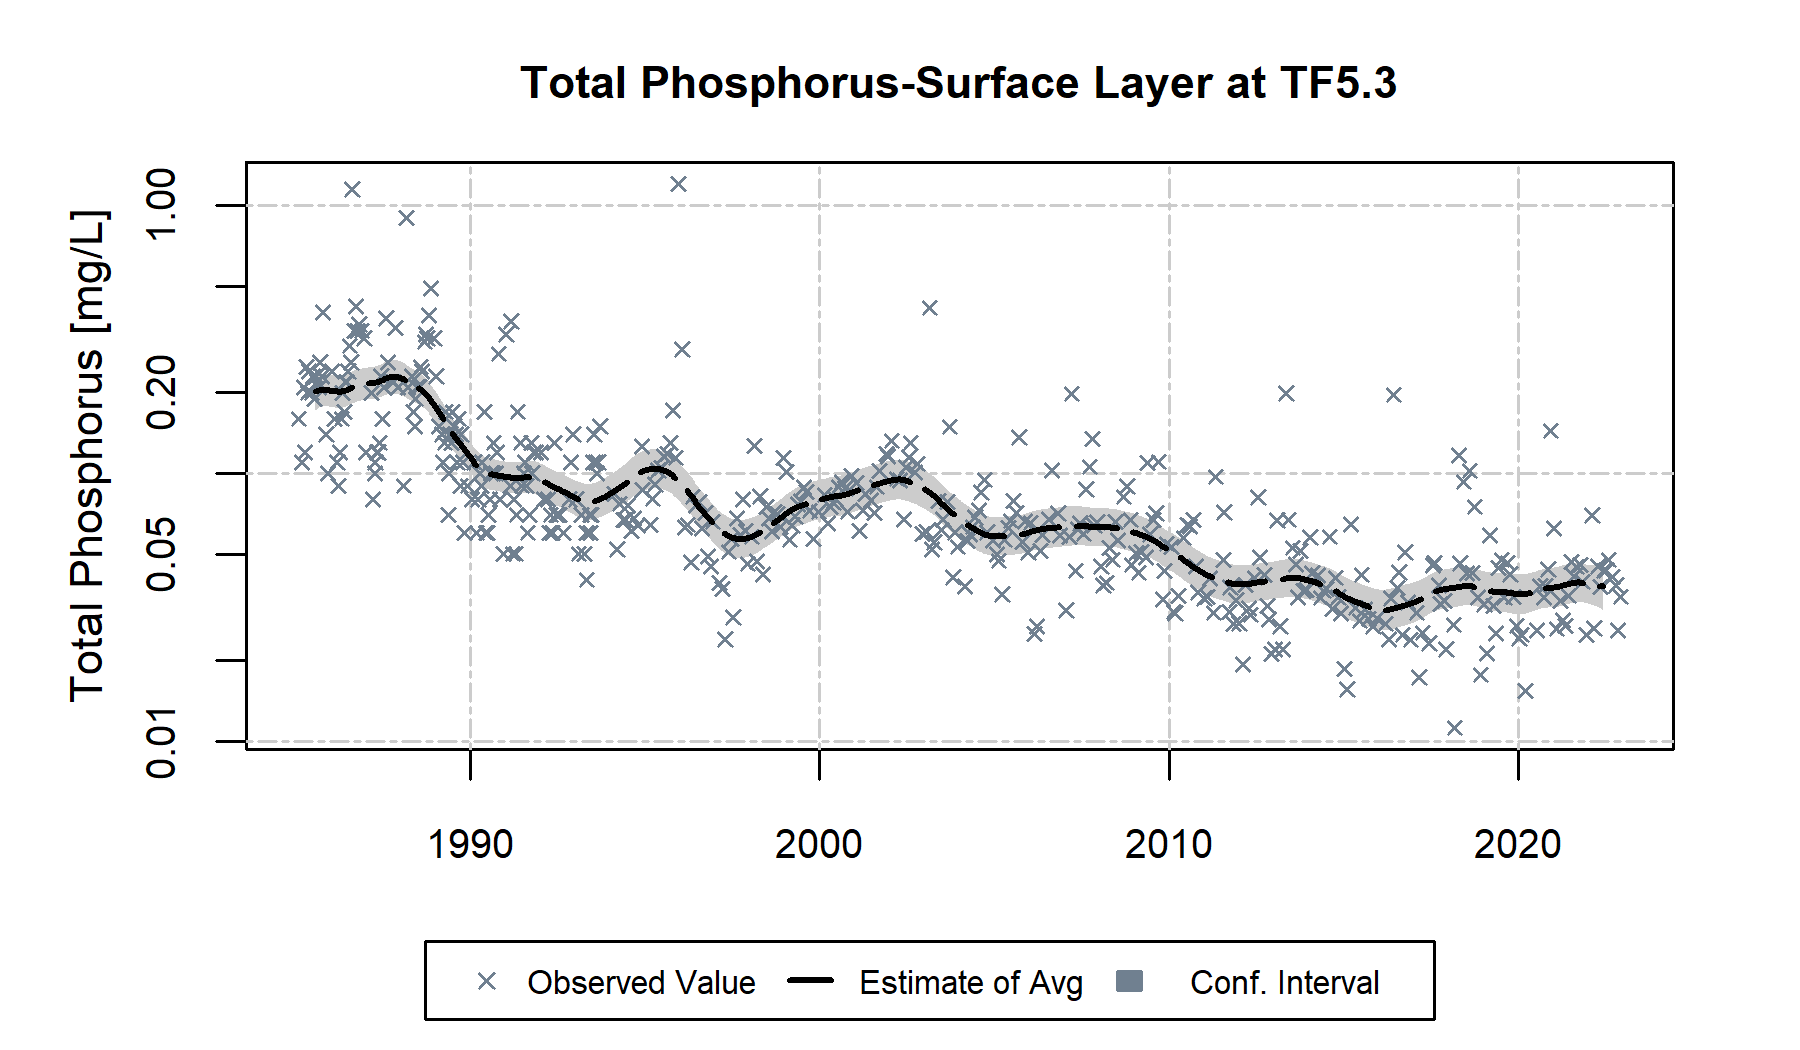 Total Phosphorus-Surface Layer at TF5.3
Total Phosphorus [mg/L]
1.00
0.20
0.05
0.01
1990 2000 2010 2020
Observed Value Estimate of Avg Conf. Interval